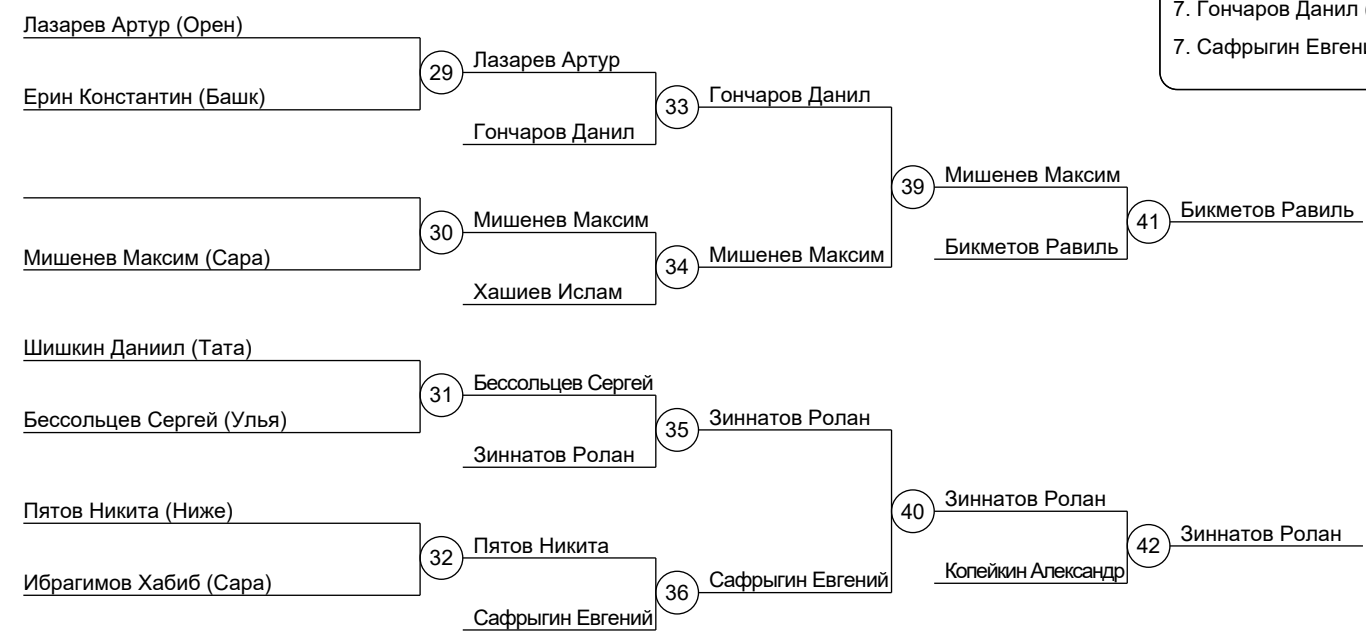 7. Гончаров Данил
7. Сафрыгин
Лазарев Артур (Орен)
29
Лазарев Артур
Ерин Константин (Башк)
33
Гончаров Данил
Гончаров Данил
39
Мишенев Максим
41
Бикметов Равиль
30
Мишенев Максим
Мишенев Максим (Сара)
34
Мишенев Максим
Бикметов Равиль
Хашиев Ислам
Шишкин Даниил (Тата)
31
Бессольцев Сергей
Бессольцев Сергей (Улья)
35
Зиннатов Ролан
Зиннатов Ролан
40
Зиннатов Ролан
42
Зиннатов Ролан
Пятов Никита (Ниже)
32
Пятов Никита
Ибрагимов Хабиб (Сара)
36
Сафрыгин Евгений
Копейкин Александр
Сафрыгин Евгений